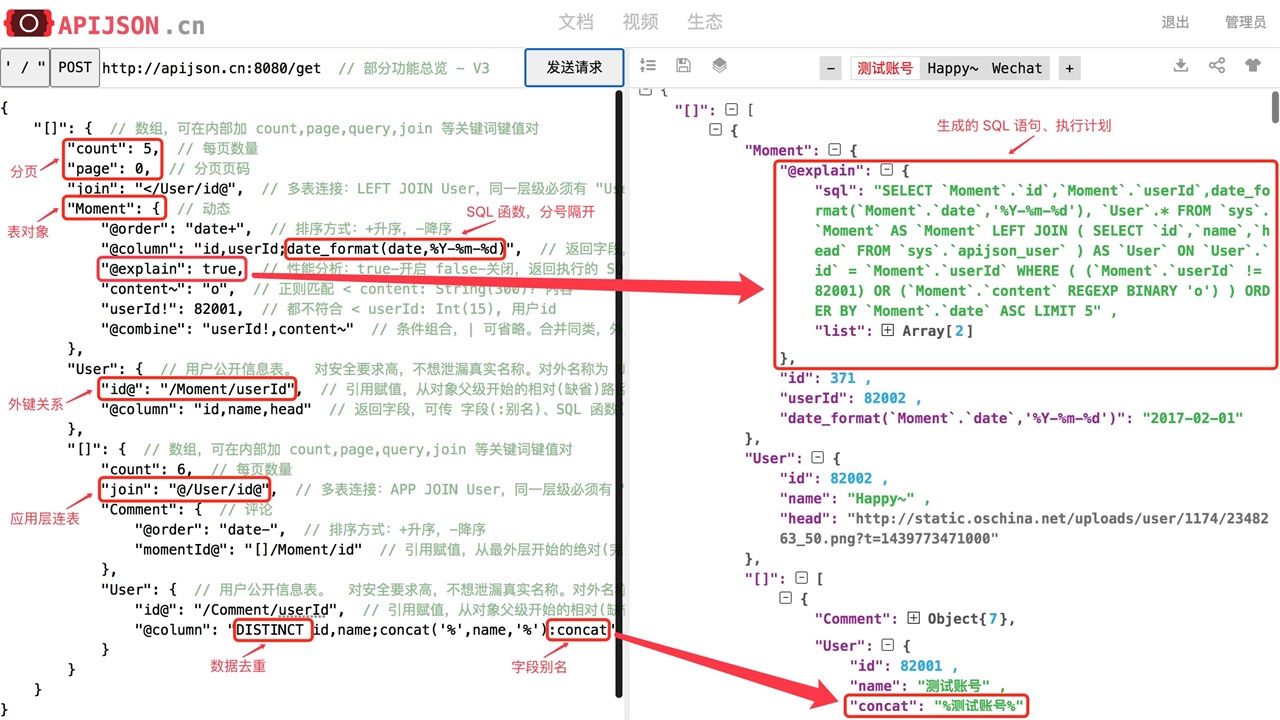 APIJSON.cn
文档 视频 生态
退出 管理员
' / "
POST
http://apijson.cn:8080/get // 部分功能总览 - V3
发送请求
-
测试账号
Happy~
Wechat
+
{
"[]": { // 数组，可在内部加 count,page,query,join 等关键词键值对
"count": 5, // 每页数量
分页
"page": 0, // 分页页码
"join": "</User/id@", // 多表连接：LEFT JOIN User，同一层级必须有 "Us
"Moment": { // 动态
表对象
SQL 函数，分号隔开
"@order": "date+", // 排序方式：+升序，-降序
"@column": "id,userId;date_format(date,%Y-%m-%d)", // 返回字段,
"@explain": true, // 性能分析：true-开启 false-关闭，返回执行的 S
"content~": "o", // 正则匹配 < content: String(300)? 内容
"userId!": 82001, // 都不符合 < userId: Int(15), 用户id
"@combine": "userId!,content~" // 条件组合，| 可省略。合并同类，外
},
"User": { // 用户公开信息表。 对安全要求高，不想泄漏真实名称。对外名称为
"id@": "/Moment/userId", // 引用赋值，从对象父级开始的相对(缺省)路
外键关系
"@column": "id,name,head" // 返回字段，可传 字段(:别名)、SQL 函数(
},
"[]": { // 数组，可在内部加 count,page,query,join 等关键词键值对
"count": 6, // 每页数量
"join": "@/User/id@", // 多表连接：APP JOIN User，同一层级必须有 "
应用层连表
"Comment": { // 评论
"@order": "date-", // 排序方式：+升序，-降序
"momentId@": "[]/Moment/id" // 引用赋值，从最外层开始的绝对(完
},
"User": { // 用户公开信息表。 对安全要求高，不想泄漏真实名称。对外名
"id@": "/Comment/userId", // 引用赋值，从对象父级开始的相对(缺
"@column": "DISTINCT id,name;concat('%',name,'%'):concat"
}
数据去重
字段别名
}
}
}
{
"[]": [
{
生成的 SQL 语句、执行计划
"Moment": {
"@explain": {
"sql": "SELECT `Moment`.`id`,`Moment`.`userId`,date_fo
rmat(`Moment`.`date`,'%Y-%m-%d'), `User`.* FROM `sys`.
`Moment` AS `Moment` LEFT JOIN ( SELECT `id`,`name`,`h
ead` FROM `sys`.`apijson_user` ) AS `User` ON `User`.`
id` = `Moment`.`userId` WHERE ( (`Moment`.`userId` !=
82001) OR (`Moment`.`content` REGEXP BINARY 'o') ) ORD
ER BY `Moment`.`date` ASC LIMIT 5" ,
"list": Array[2]
},
"id": 371 ,
"userId": 82002 ,
"date_format(`Moment`.`date`,'%Y-%m-%d')": "2017-02-01"
},
"User": {
"id": 82002 ,
"name": "Happy~" ,
"head": "http://static.oschina.net/uploads/user/1174/23482
63_50.png?t=1439773471000"
},
"[]": [
{
"Comment": Object{7},
"User": {
"id": 82001 ,
"name": "测试账号" ,
"concat": "%测试账号%"